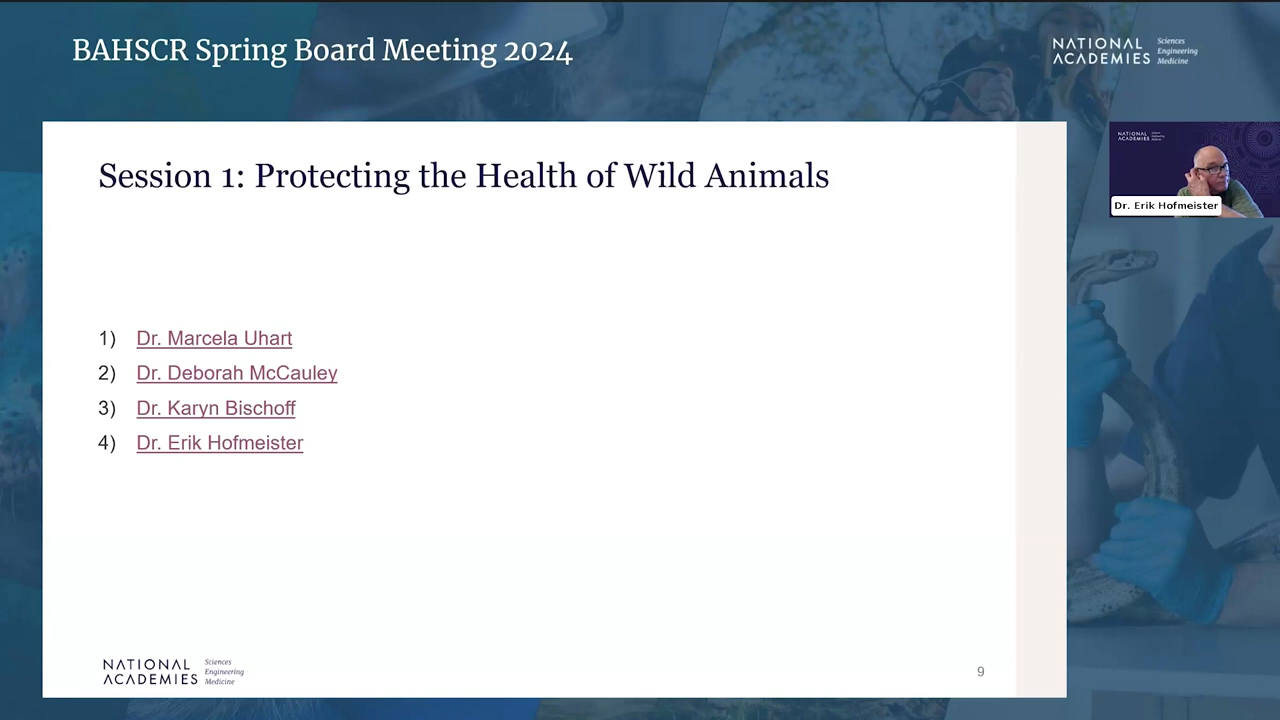 BAHSCR Spring Board Meeting 2024
NATIONAL ACADEMIES
Sciences
Engineering
Medicine
Session 1: Protecting the Health of Wild Animals
NATIONAL ACADEMIES
Dr. Erik Hofmeister
1) Dr. Marcela Uhart
2) Dr. Deborah McCauley
3) Dr. Karyn Bischoff
4) Dr. Erik Hofmeister
NATIONAL ACADEMIES
Sciences
Engineering
Medicine
9